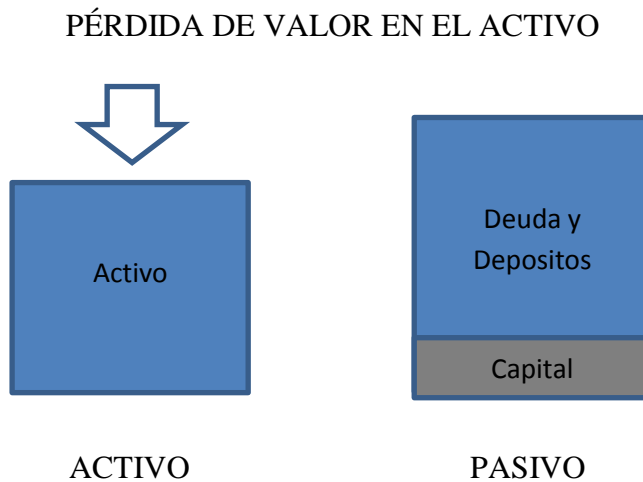 PÉRDIDA DE VALOR EN EL ACTIVO
Activo
Deuda y
Depositos
Capital
ACTIVO
PASIVO